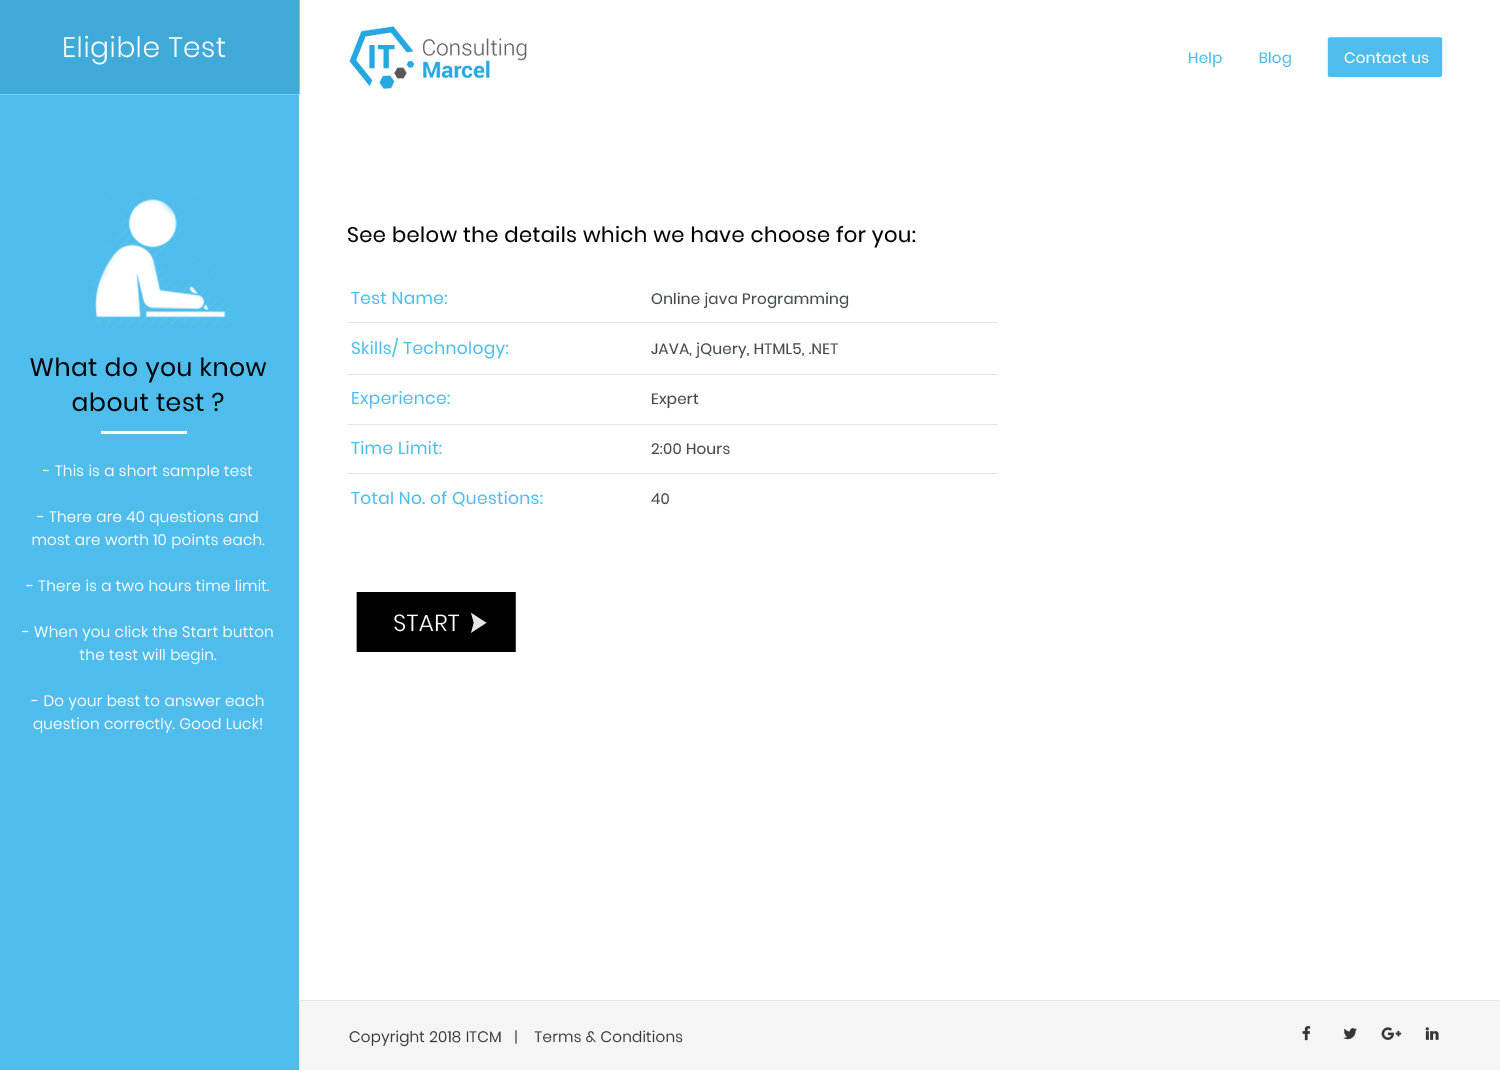 Eligible Test
IT Consulting
Marcel
Help Blog Contact us
What do you know
about test ?
- This is a short sample test
- There are 40 questions and
most are worth 10 points each.
- There is a two hours time limit.
- When you click the Start button
the test will begin.
- Do your best to answer each
question correctly. Good Luck!
See below the details which we have choose for you:
Test Name: Online java Programming
Skills/ Technology: JAVA, jQuery, HTML5, .NET
Experience: Expert
Time Limit: 2:00 Hours
Total No. of Questions: 40
START
Copyright 2018 ITCM | Terms & Conditions
f G+ in